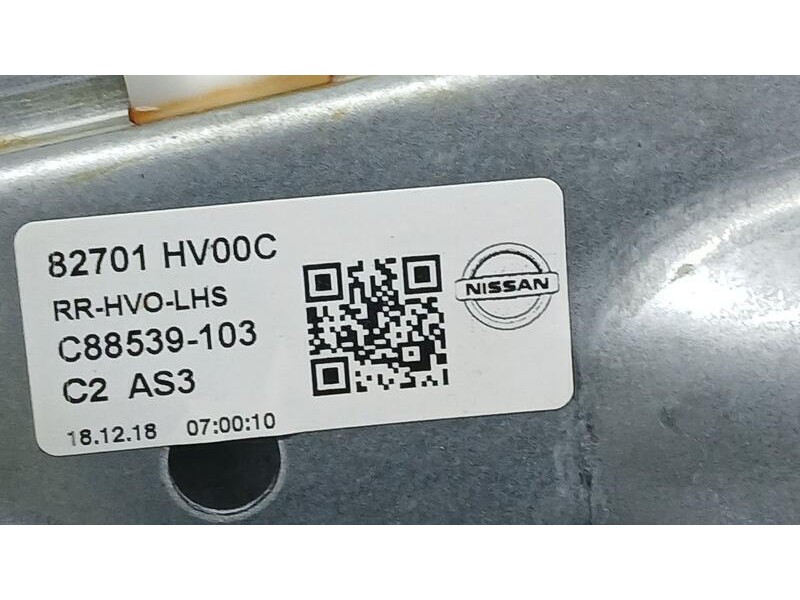 82701 HV00C
RR-HVO-LHS
C88539-103
C2 AS3
18.12.18 07:00:10
NISSAN